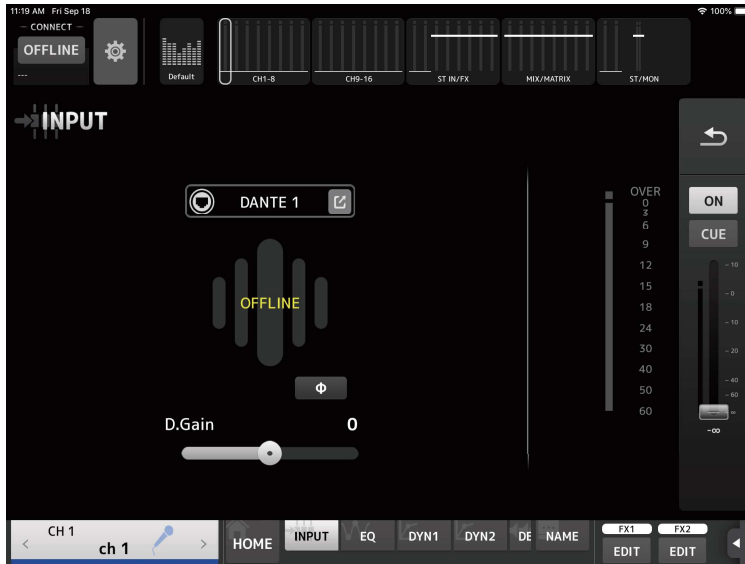 11:19 AM Fri Sep 18
100%
CONNECT
OFFLINE
---
Default
CH1-8
CH9-16
ST IN/FX
MIX/MATRIX
ST/MON
INPUT
DANTE 1
OFFLINE
Φ
D.Gain 0
OVER
0
3
6
9
12
15
18
24
30
40
50
60
ON
CUE
10
0
10
20
40
60
∞
-∞
CH 1
ch 1
HOME
INPUT
EQ
DYN1
DYN2
DE
NAME
FX1
EDIT
FX2
EDIT